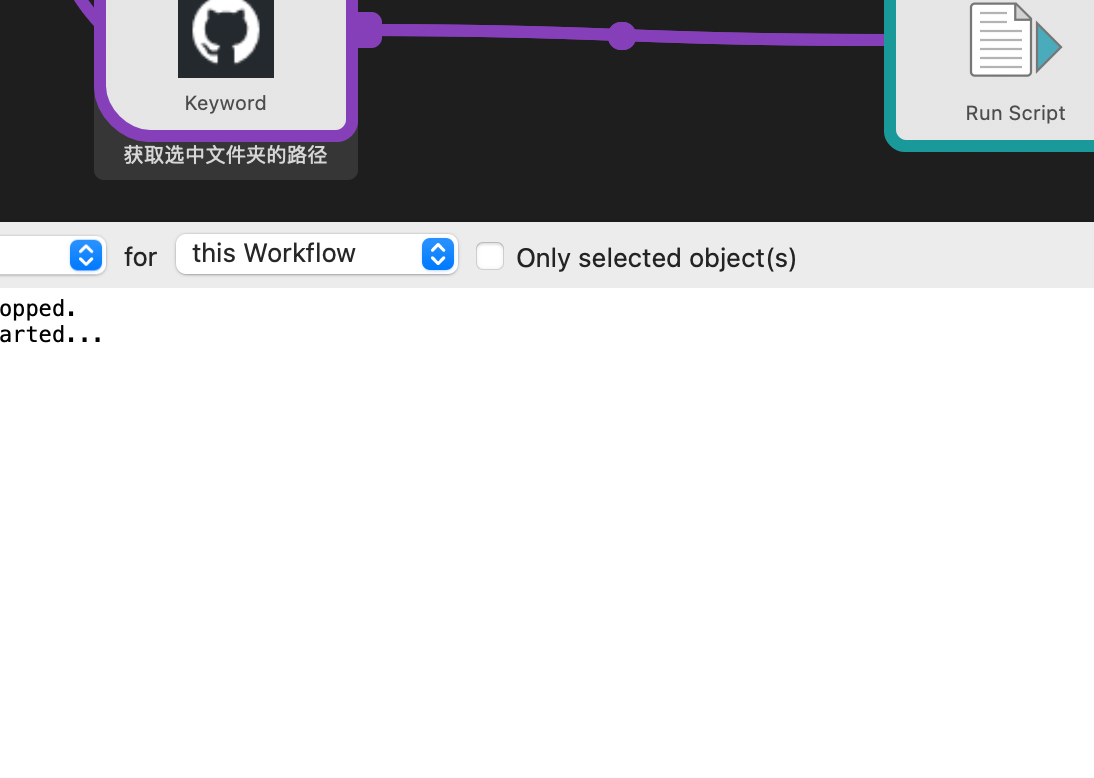 Keyword
Run Script
获取选中文件夹的路径
for this Workflow Only selected object(s)
opped.
arted...